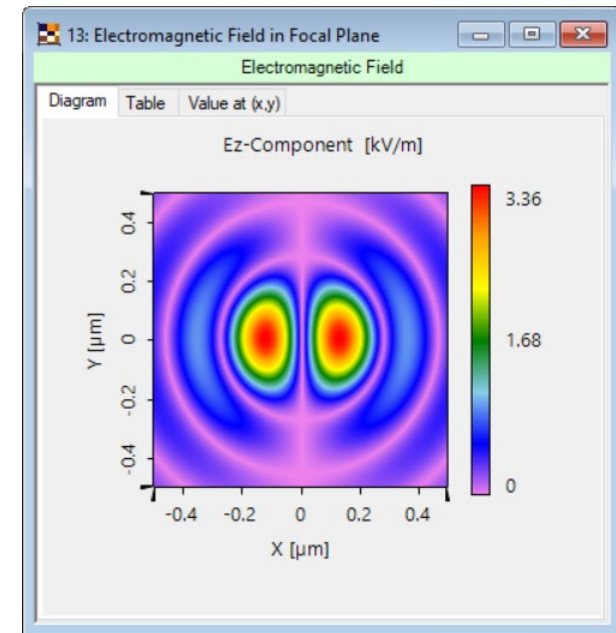 13: Electromagnetic Field in Focal Plane
Electromagnetic Field
Diagram Table Value at (x,y)
Ez-Component [kV/m]
3.36
1.68
0
Y [µm]
0.4
0.2
0
-0.2
-0.4
-0.4 -0.2 0 0.2 0.4
X [µm]